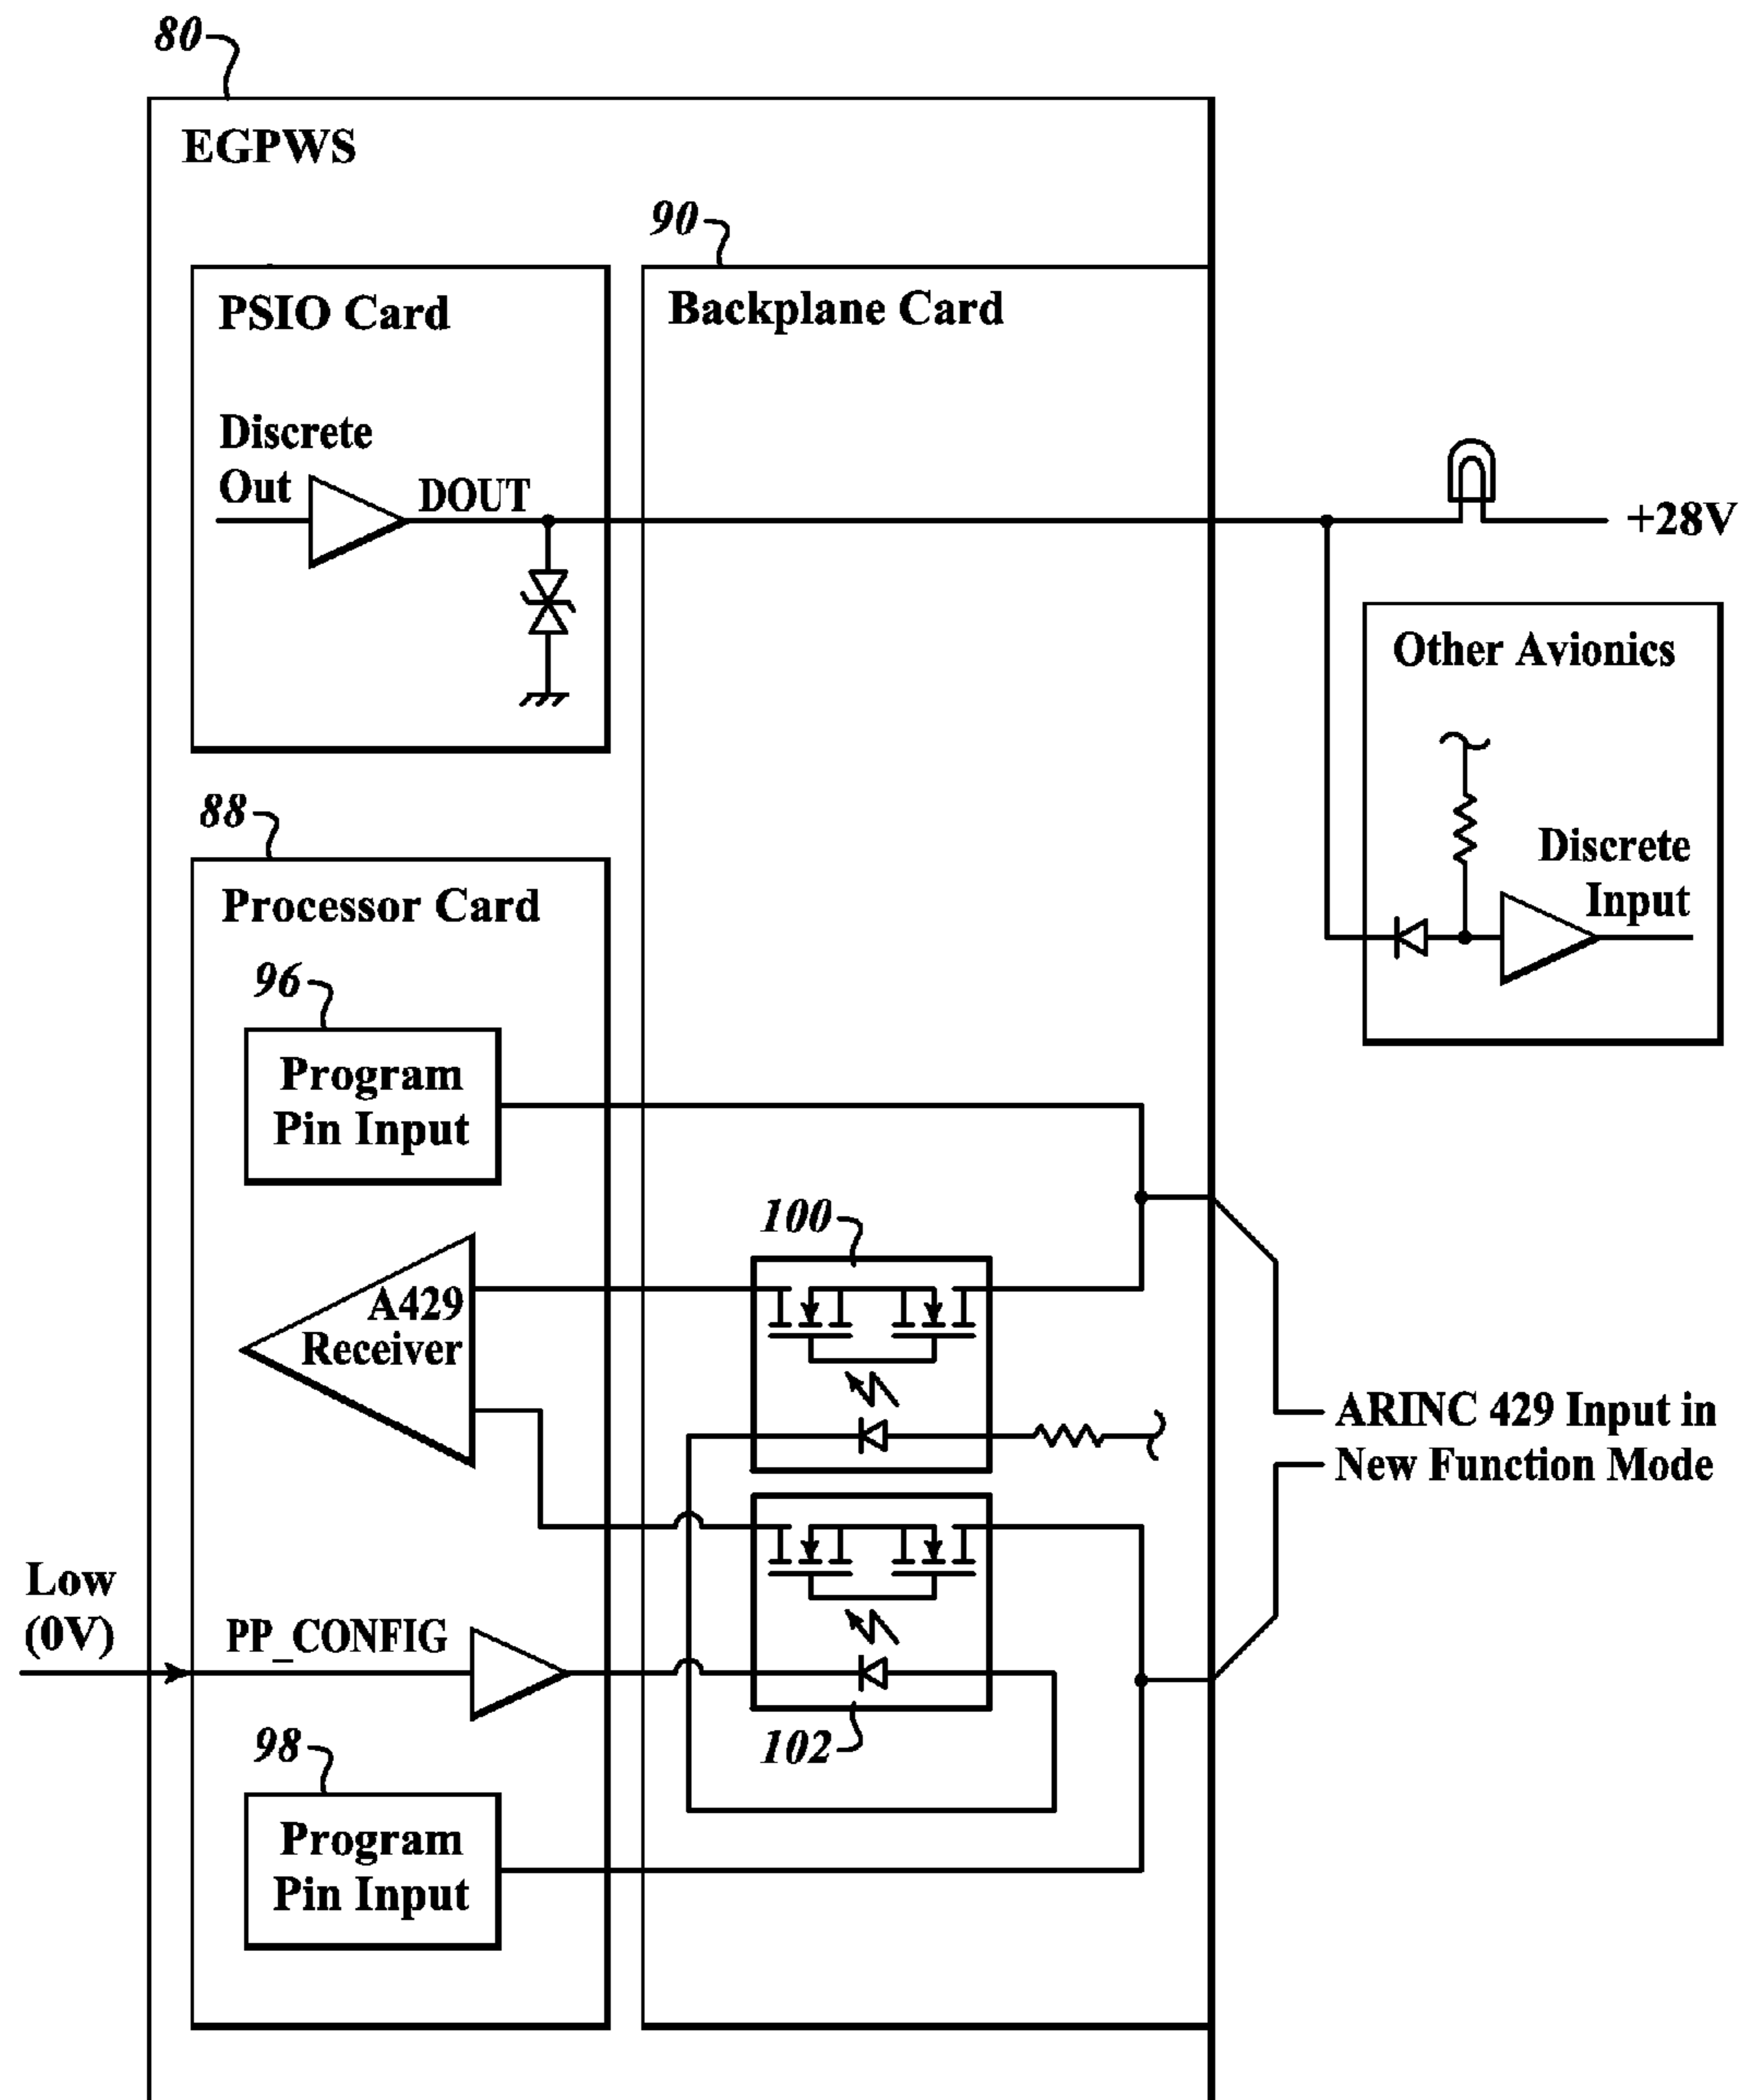 80
EGPWS
90
PSIO Card
Backplane Card
Discrete
Out
DOUT
+28V
Other Avionics
Discrete
Input
88
Processor Card
96
Program
Pin Input
100
A429
Receiver
ARINC 429 Input in
New Function Mode
Low
(0V)
PP_CONFIG
102
98
Program
Pin Input